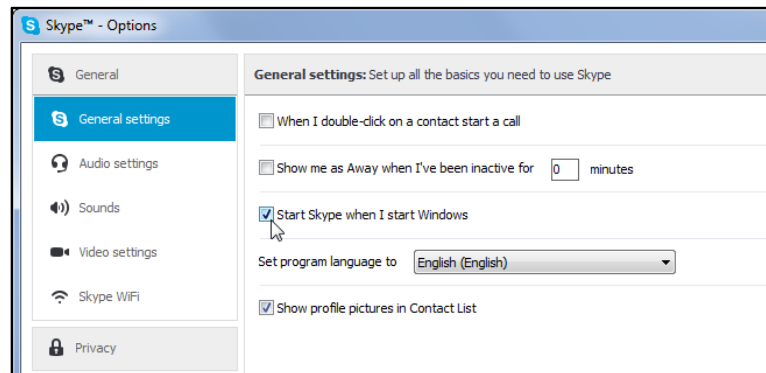 Skype™ - Options
General
General settings
Audio settings
Sounds
Video settings
Skype WiFi
Privacy
General settings: Set up all the basics you need to use Skype
When I double-click on a contact start a call
Show me as Away when I've been inactive for 0 minutes
Start Skype when I start Windows
Set program language to English (English)
Show profile pictures in Contact List